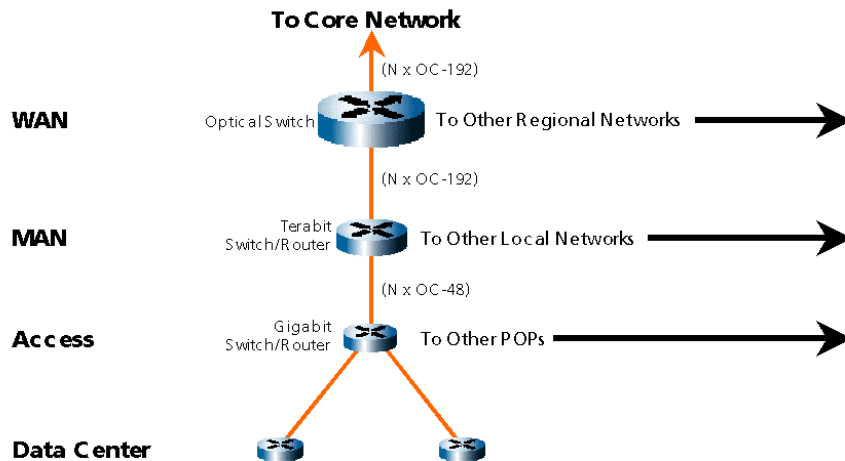 To Core Network
(N x OC-192)
WAN
Optical Switch
To Other Regional Networks
(N x OC-192)
MAN
Terabit
Switch/Router
To Other Local Networks
(N x OC-48)
Access
Gigabit
Switch/Router
To Other POPs
Data Center